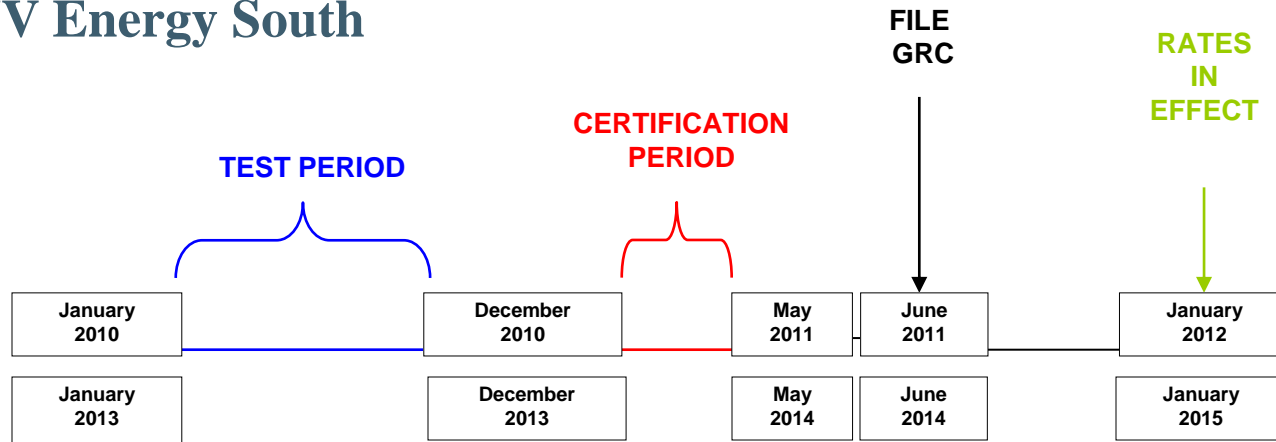 V Energy South
FILE
GRC
RATES
IN
EFFECT
CERTIFICATION
PERIOD
TEST PERIOD
January
2010
December
2010
May
2011
June
2011
January
2012
January
2013
December
2013
May
2014
June
2014
January
2015